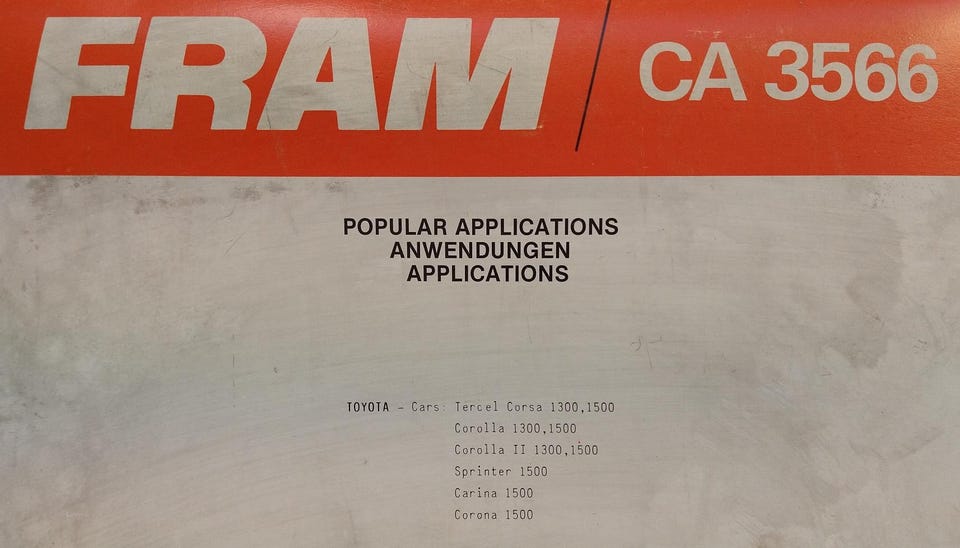 FRAM CA 3566
POPULAR APPLICATIONS
ANWENDUNGEN
APPLICATIONS
TOYOTA - Cars: Tercel Corsa 1300,1500
Corolla 1300,1500
Corolla II 1300,1500
Sprinter 1500
Carina 1500
Corona 1500